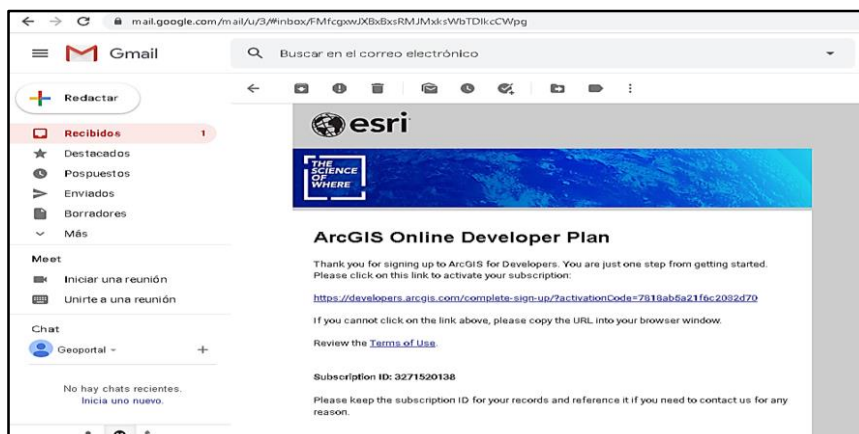 mail.google.com/mail/u/3/#inbox/FMfcgxwJXBxBxsRMJMxksWbTDlkcCWpg
Gmail
Buscar en el correo electrónico
Redactar
Recibidos 1
Destacados
Pospuestos
Enviados
Borradores
Más
Meet
Iniciar una reunión
Unirte a una reunión
Chat
Geoportal
No hay chats recientes.
Inicia uno nuevo.
esri
THE
SCIENCE
OF
WHERE
ArcGIS Online Developer Plan
Thank you for signing up to ArcGIS for Developers. You are just one step from getting started.
Please click on this link to activate your subscription:
https://developers.arcgis.com/complete-sign-up/?activationCode=7818ab5a21f6c2032d70
If you cannot click on the link above, please copy the URL into your browser window.
Review the Terms of Use.
Subscription ID: 3271520138
Please keep the subscription ID for your records and reference it if you need to contact us for any
reason.